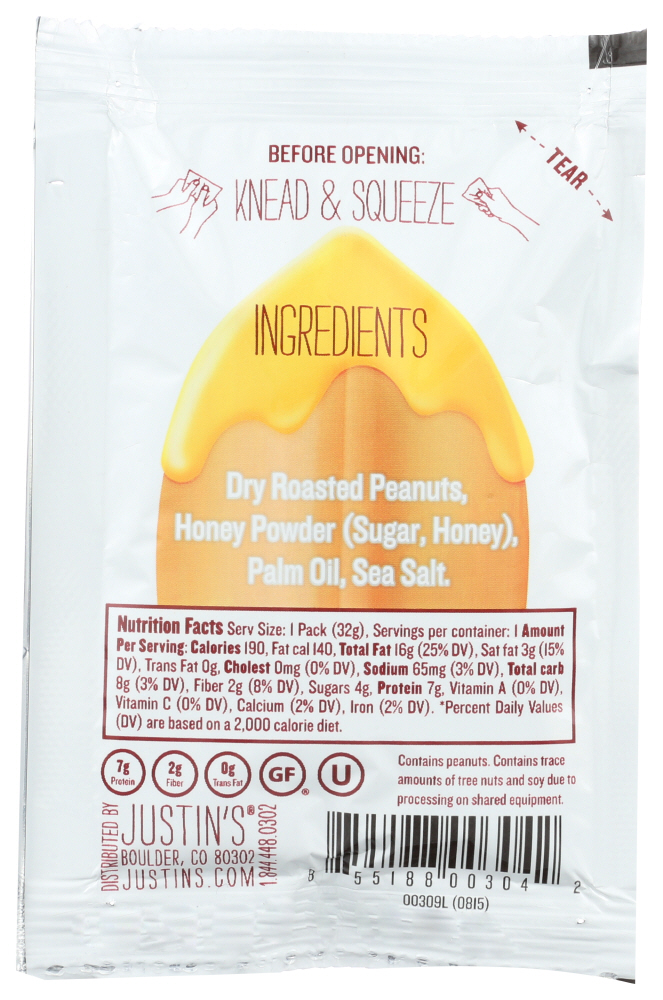 BEFORE OPENING:
KNEAD & SQUEEZE
TEAR
INGREDIENTS
Dry Roasted Peanuts,
Honey Powder (Sugar, Honey),
Palm Oil, Sea Salt.
Nutrition Facts Serv Size: 1 Pack (32g), Servings per container: 1 Amount
Per Serving: Calories 190, Fat cal 140, Total Fat 16g (25% DV), Sat fat 3g (15%
DV), Trans Fat 0g, Cholest 0mg (0% DV), Sodium 65mg (3% DV), Total carb
8g (3% DV), Fiber 2g (8% DV), Sugars 4g, Protein 7g, Vitamin A (0% DV),
Vitamin C (0% DV), Calcium (2% DV), Iron (2% DV). *Percent Daily Values
(DV) are based on a 2,000 calorie diet.
7g
Protein
2g
Fiber
0g
Trans Fat
GF®
U
Contains peanuts. Contains trace
amounts of tree nuts and soy due to
processing on shared equipment.
DISTRIBUTED BY
JUSTIN'S®
BOULDER, CO 80302
JUSTINS.COM
1.844.448.0302
8 55188 00304 2
00309L (0815)